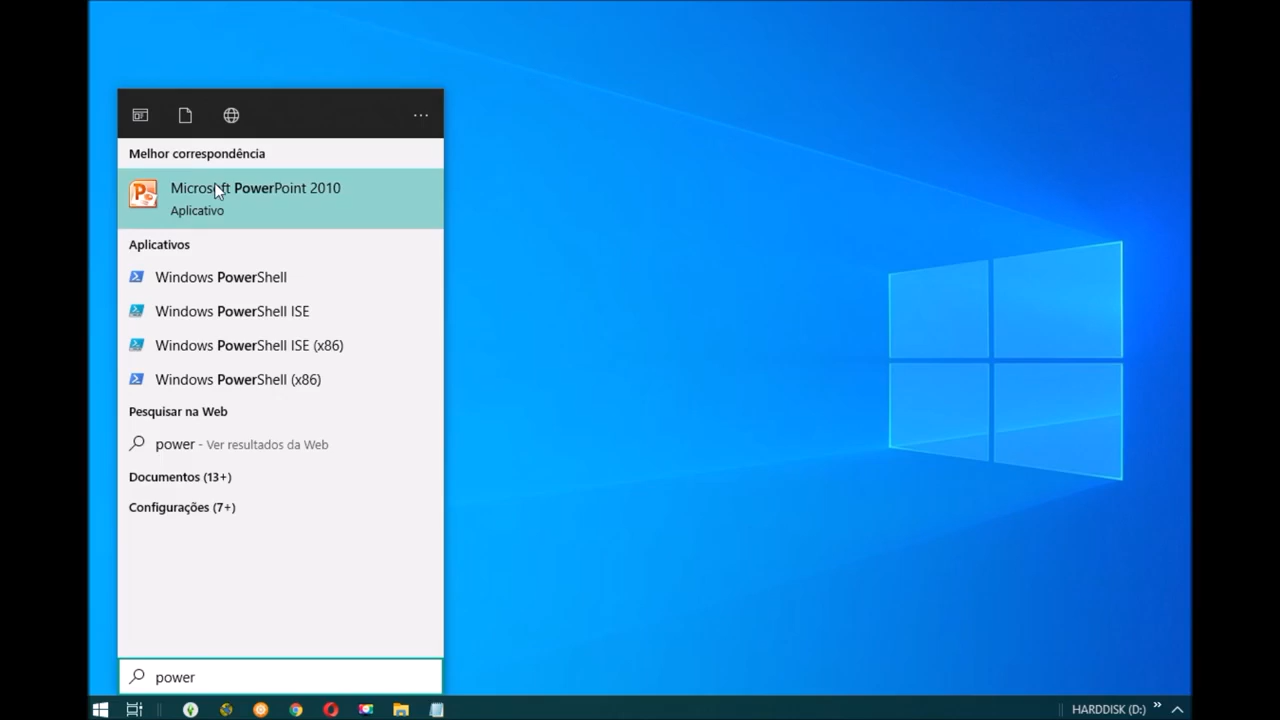 Melhor correspondência
Microsoft PowerPoint 2010
Aplicativo
Aplicativos
Windows PowerShell
Windows PowerShell ISE
Windows PowerShell ISE (x86)
Windows PowerShell (x86)
Pesquisar na Web
power - Ver resultados da Web
Documentos (13+)
Configurações (7+)
power
HARDDISK (D:)